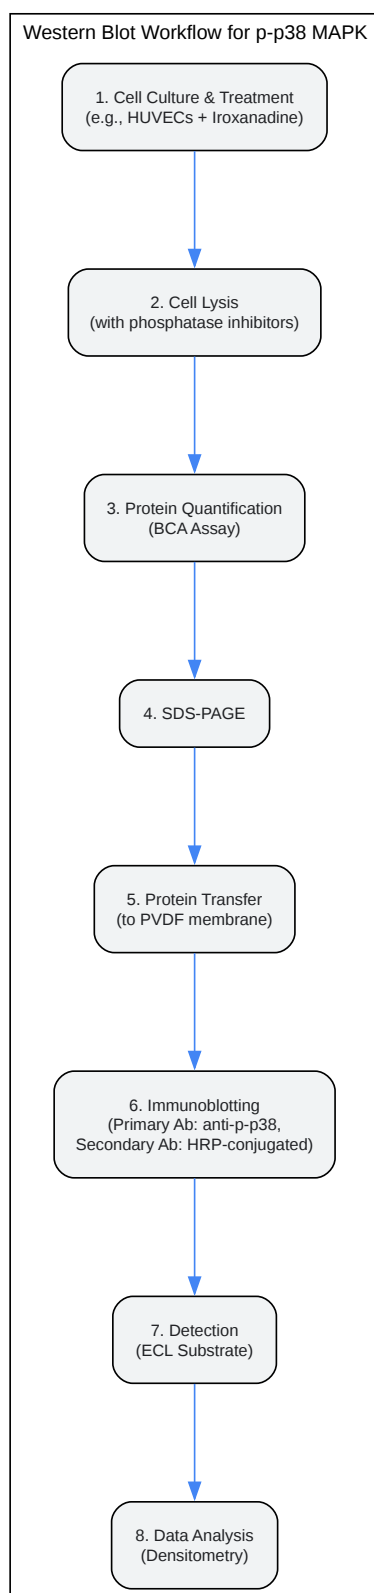 Western Blot Workflow for p-p38 MAPK
1. Cell Culture & Treatment
(e.g., HUVECs + Iroxanadine)
2. Cell Lysis
(with phosphatase inhibitors)
3. Protein Quantification
(BCA Assay)
4. SDS-PAGE
5. Protein Transfer
(to PVDF membrane)
6. Immunoblotting
(Primary Ab: anti-p-p38,
Secondary Ab: HRP-conjugated)
7. Detection
(ECL Substrate)
8. Data Analysis
(Densitometry)